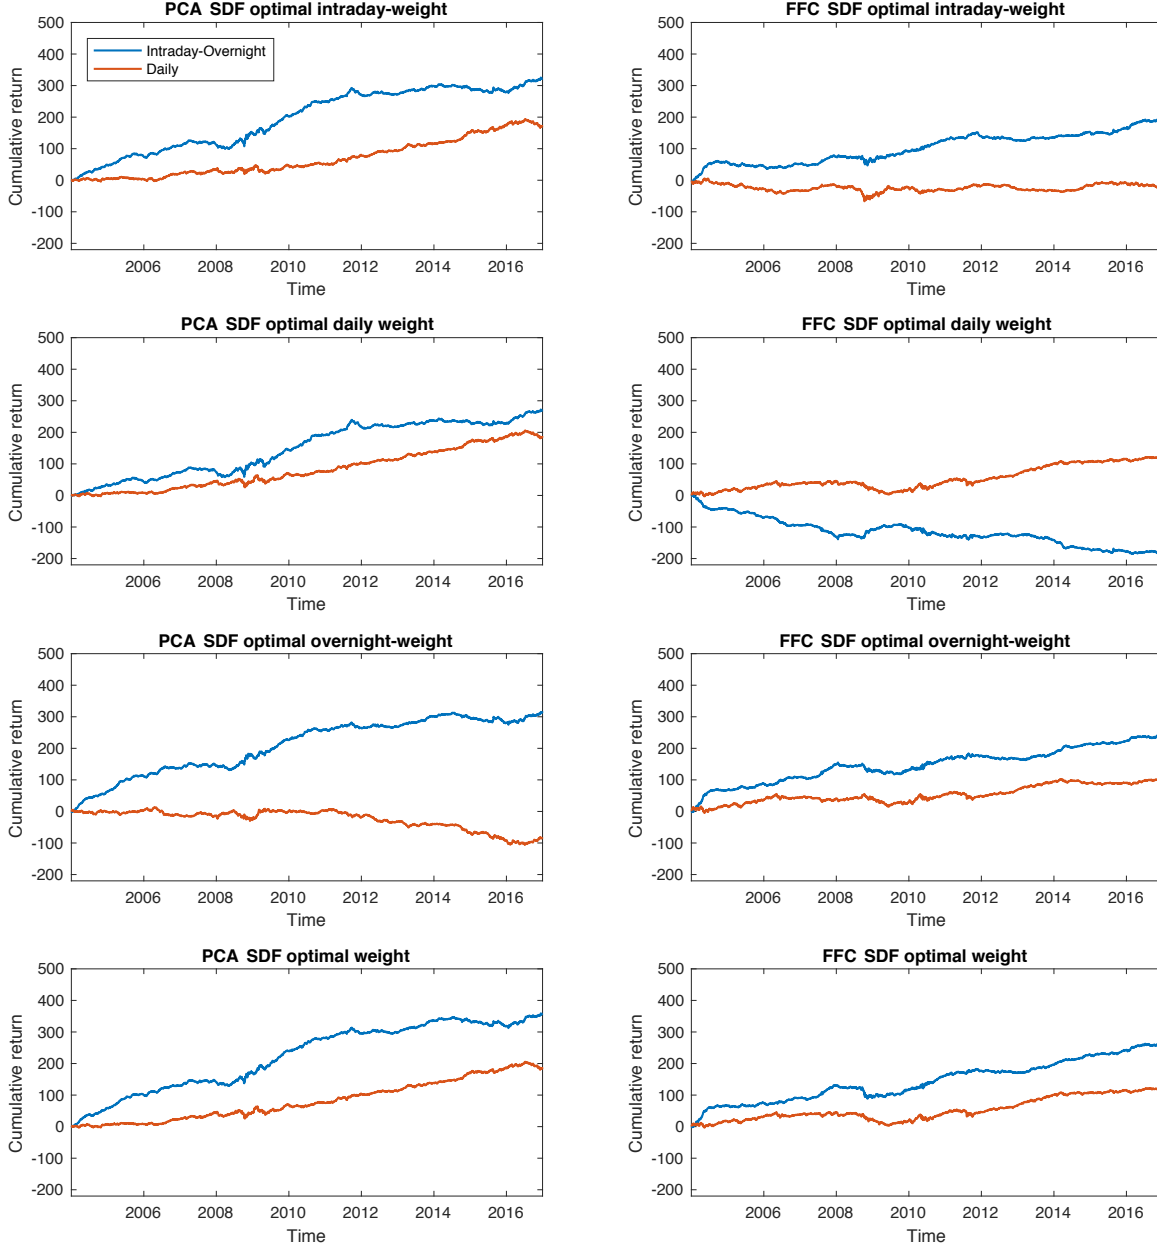 PCA SDF optimal intraday-weight
500
400
300
200
100
0
-100
-200
Cumulative return
Intraday-Overnight
Daily
2006 2008 2010 2012 2014 2016
Time
FFC SDF optimal intraday-weight
500
400
300
200
100
0
-100
-200
Cumulative return
2006 2008 2010 2012 2014 2016
Time
PCA SDF optimal daily weight
500
400
300
200
100
0
-100
-200
Cumulative return
2006 2008 2010 2012 2014 2016
Time
FFC SDF optimal daily weight
500
400
300
200
100
0
-100
-200
Cumulative return
2006 2008 2010 2012 2014 2016
Time
PCA SDF optimal overnight-weight
500
400
300
200
100
0
-100
-200
Cumulative return
2006 2008 2010 2012 2014 2016
Time
FFC SDF optimal overnight-weight
500
400
300
200
100
0
-100
-200
Cumulative return
2006 2008 2010 2012 2014 2016
Time
PCA SDF optimal weight
500
400
300
200
100
0
-100
-200
Cumulative return
2006 2008 2010 2012 2014 2016
Time
FFC SDF optimal weight
500
400
300
200
100
0
-100
-200
Cumulative return
2006 2008 2010 2012 2014 2016
Time